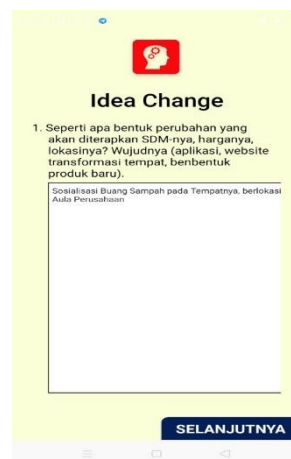 Idea Change
1. Seperti apa bentuk perubahan yang
akan diterapkan SDM-nya, harganya,
lokasinya? Wujudnya (aplikasi, website
transformasi tempat, benbentuk
produk baru).
Sosialisasi Buang Sampah pada Tempatnya, berlokasi
Aula Perusahaan
SELANJUTNYA